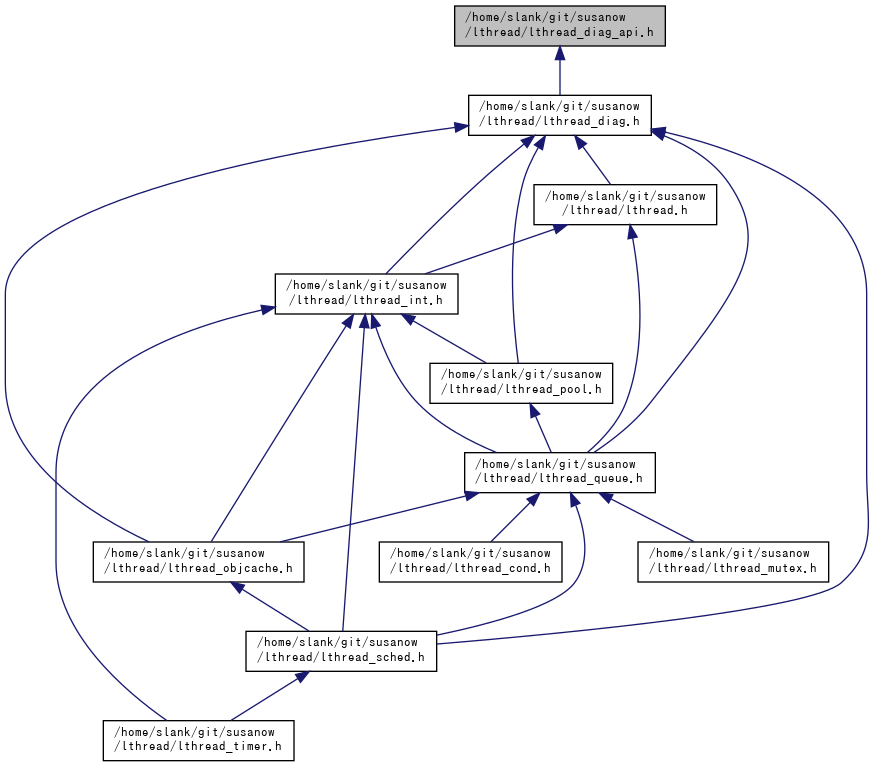 /home/slank/git/susanow
/lthread/lthread_diag_api.h
/home/slank/git/susanow
/lthread/lthread_diag.h
/home/slank/git/susanow
/lthread/lthread.h
/home/slank/git/susanow
/lthread/lthread_int.h
/home/slank/git/susanow
/lthread/lthread_pool.h
/home/slank/git/susanow
/lthread/lthread_queue.h
/home/slank/git/susanow
/lthread/lthread_objcache.h
/home/slank/git/susanow
/lthread/lthread_cond.h
/home/slank/git/susanow
/lthread/lthread_mutex.h
/home/slank/git/susanow
/lthread/lthread_sched.h
/home/slank/git/susanow
/lthread/lthread_timer.h